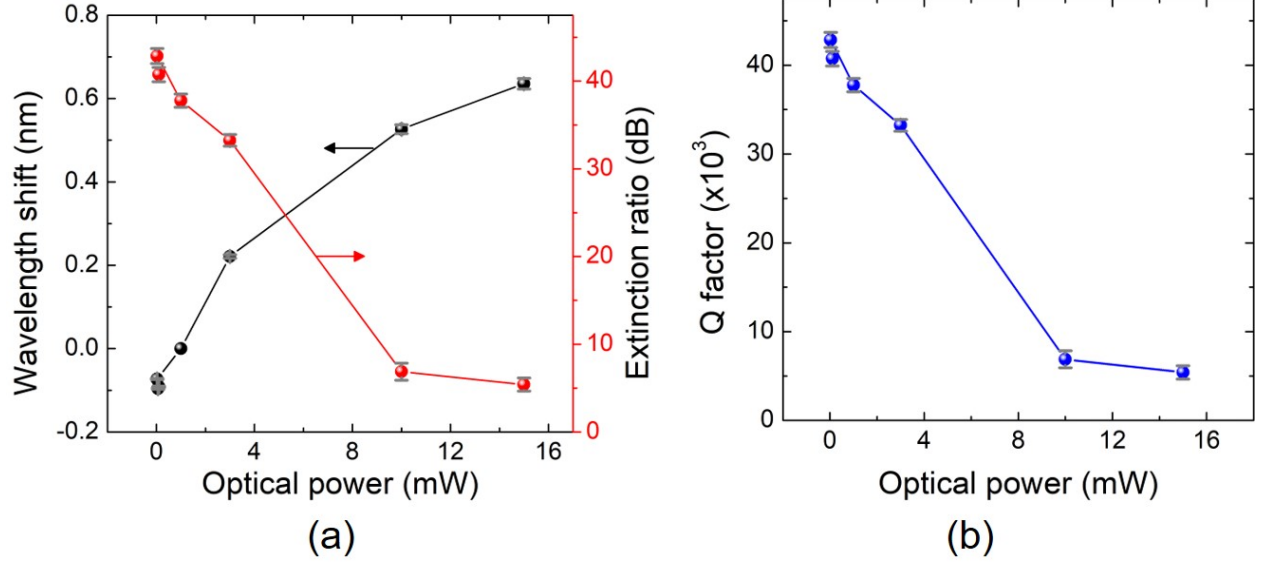 0.8
0.6
0.4
0.2
0.0
-0.2
Wavelength shift (nm)
0 4 8 12 16
Optical power (mW)
40
30
20
10
0
Extinction ratio (dB)
(a)
40
30
20
10
0
Q factor (x10³)
0 4 8 12 16
Optical power (mW)
(b)